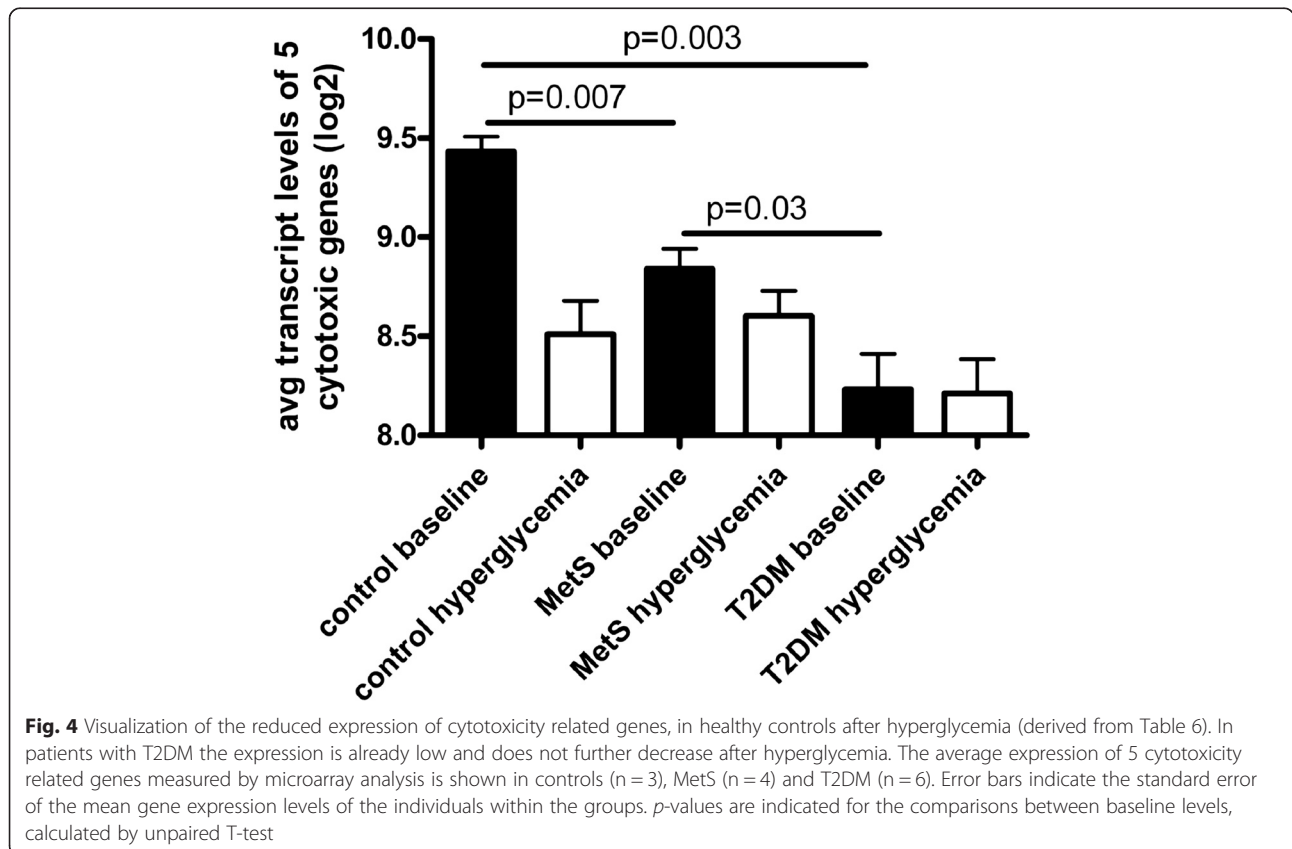 avg transcript levels of 5
cytotoxic genes (log2)
10.0
9.5
9.0
8.5
8.0
p=0.003
p=0.007
p=0.03
control baseline
control hyperglycemia
MetS baseline
MetS hyperglycemia
T2DM baseline
T2DM hyperglycemia
Fig. 4 Visualization of the reduced expression of cytotoxicity related genes, in healthy controls after hyperglycemia (derived from Table 6). In
patients with T2DM the expression is already low and does not further decrease after hyperglycemia. The average expression of 5 cytotoxicity
related genes measured by microarray analysis is shown in controls (n = 3), MetS (n = 4) and T2DM (n = 6). Error bars indicate the standard error
of the mean gene expression levels of the individuals within the groups. p-values are indicated for the comparisons between baseline levels,
calculated by unpaired T-test